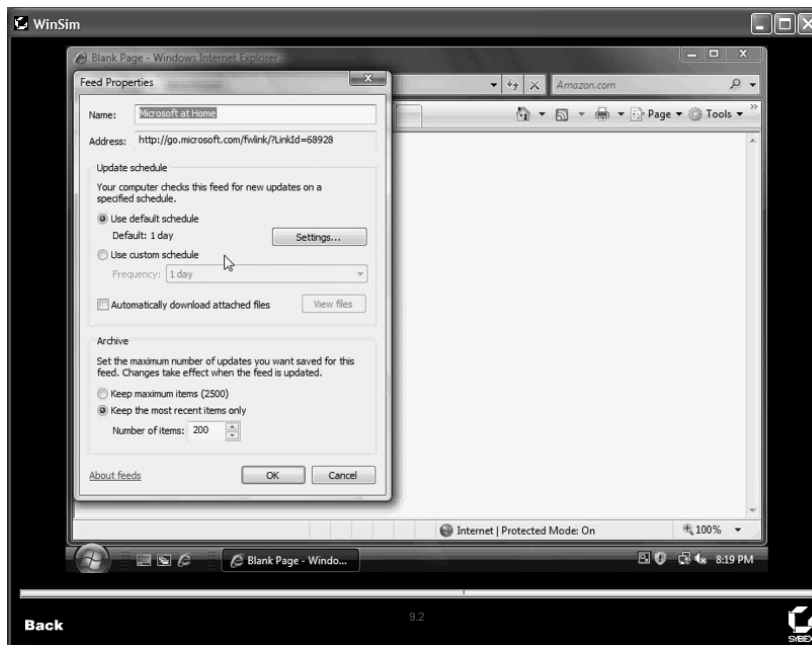 WinSim
Blank Page - Windows Internet Explorer
Feed Properties
Name: Microsoft at Home
Address: http://go.microsoft.com/fwlink/?LinkId=68928
Amazon.com
Page Tools »
Update schedule
Your computer checks this feed for new updates on a
specified schedule.
Use default schedule
Default: 1 day
Settings...
Use custom schedule
Frequency: 1 day
Automatically download attached files
View files
Archive
Set the maximum number of updates you want saved for this
feed. Changes take effect when the feed is updated.
Keep maximum items (2500)
Keep the most recent items only
Number of items: 200
About feeds
OK
Cancel
Internet | Protected Mode: On
100%
Blank Page - Windo...
8:19 PM
Back
9.2
SYBEX